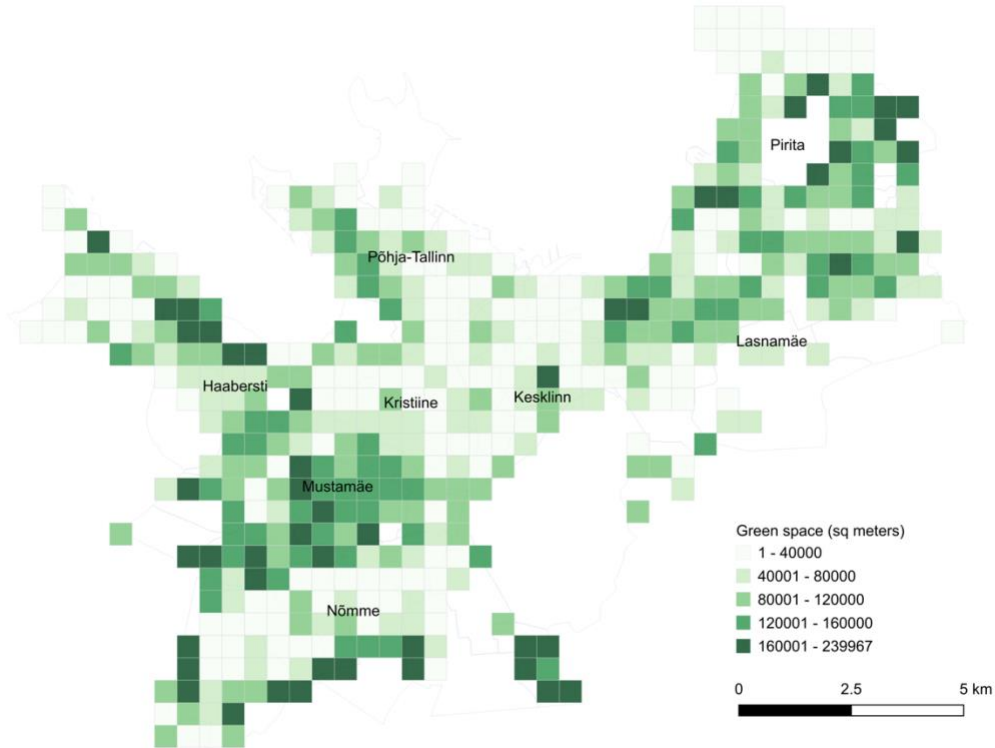 Pirita
Põhja-Tallinn
Lasnamäe
Haabersti
Kristiine
Kesklinn
Mustamäe
Nõmme
Green space (sq meters)
1 - 40000
40001 - 80000
80001 - 120000
120001 - 160000
160001 - 239967
0 2.5 5 km